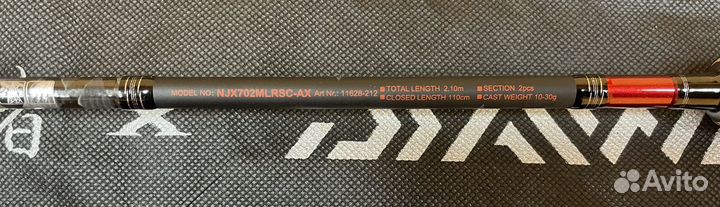 MODEL NO: NJX702MLRSC-AX Art Nr.: 11628-212 ■ TOTAL LENGTH 2,10m ■ SECTION 2pcs
■ CLOSED LENGTH 110cm ■ CAST WEIGHT 10-30g
X DAIWA
Avito